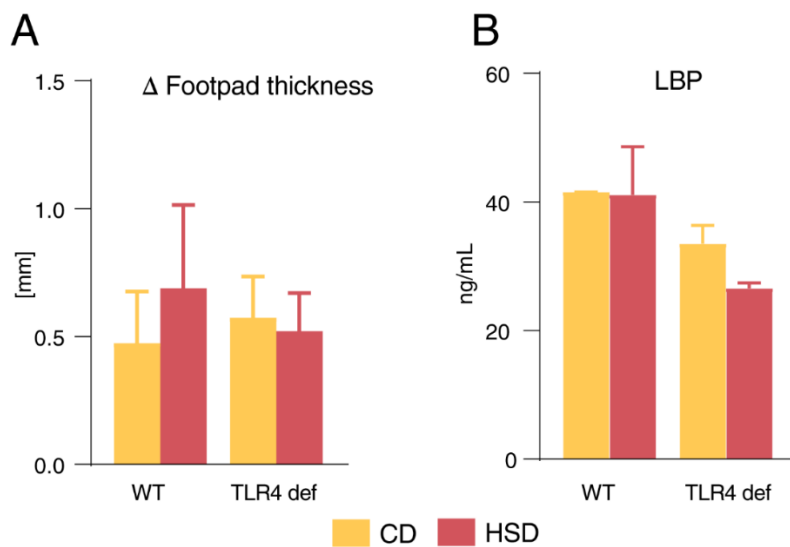 A
Δ Footpad thickness
1.5
1.0
0.5
0.0
[mm]
WT
TLR4 def
B
LBP
60
40
20
0
ng/mL
WT
TLR4 def
CD
HSD